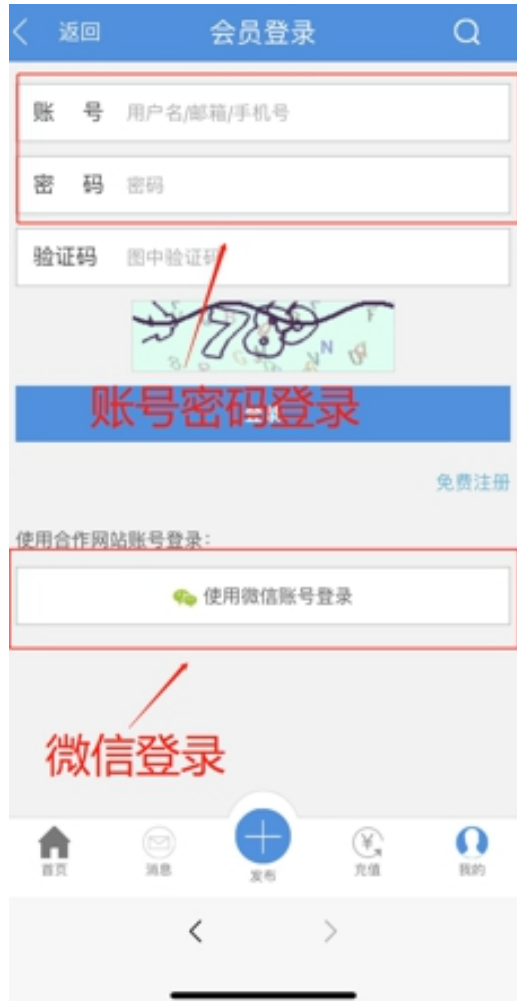 返回 会员登录
账 号 用户名/邮箱/手机号
密 码 密码
验证码 图中验证码
账号密码登录
登录
免费注册
使用合作网站账号登录：
使用微信账号登录
微信登录
首页 消息 发布 充值 我的